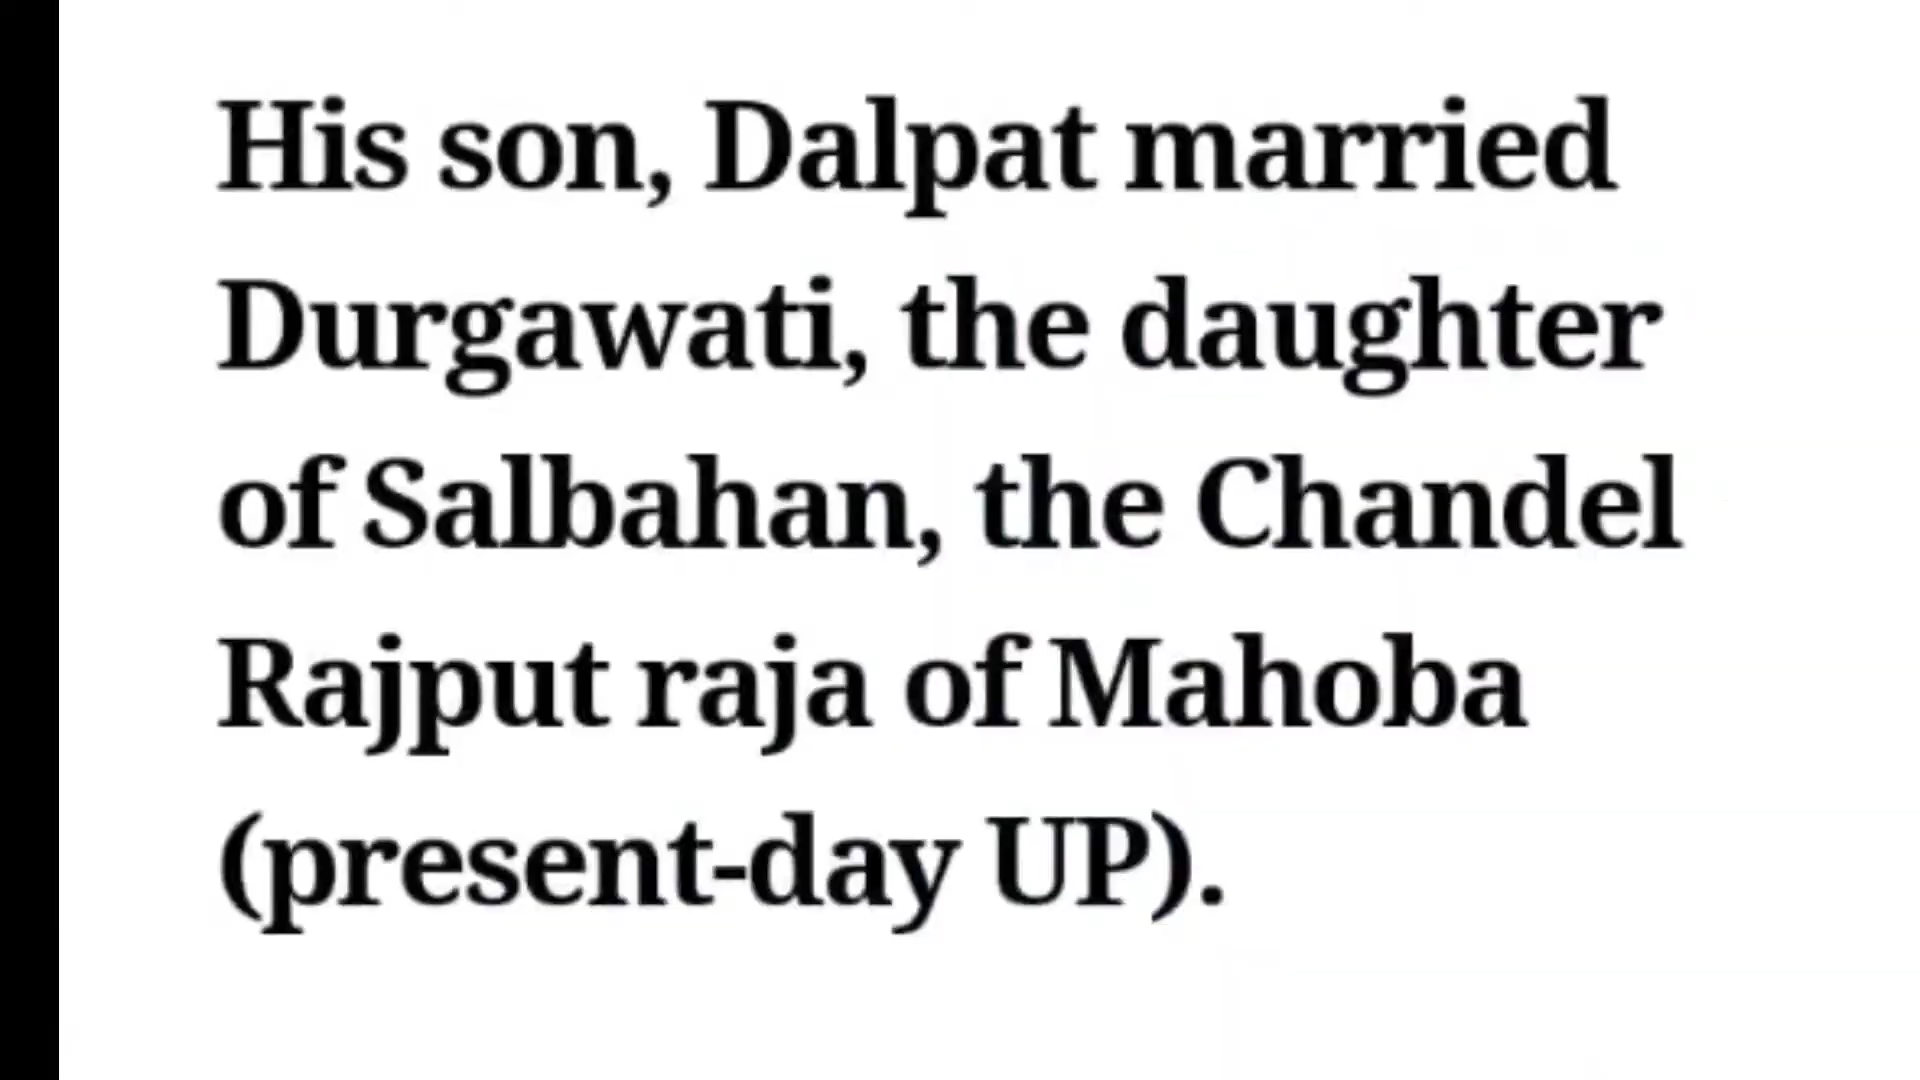 His son, Dalpat married
Durgawati, the daughter
of Salbahan, the Chandel
Rajput raja of Mahoba
(present-day UP).